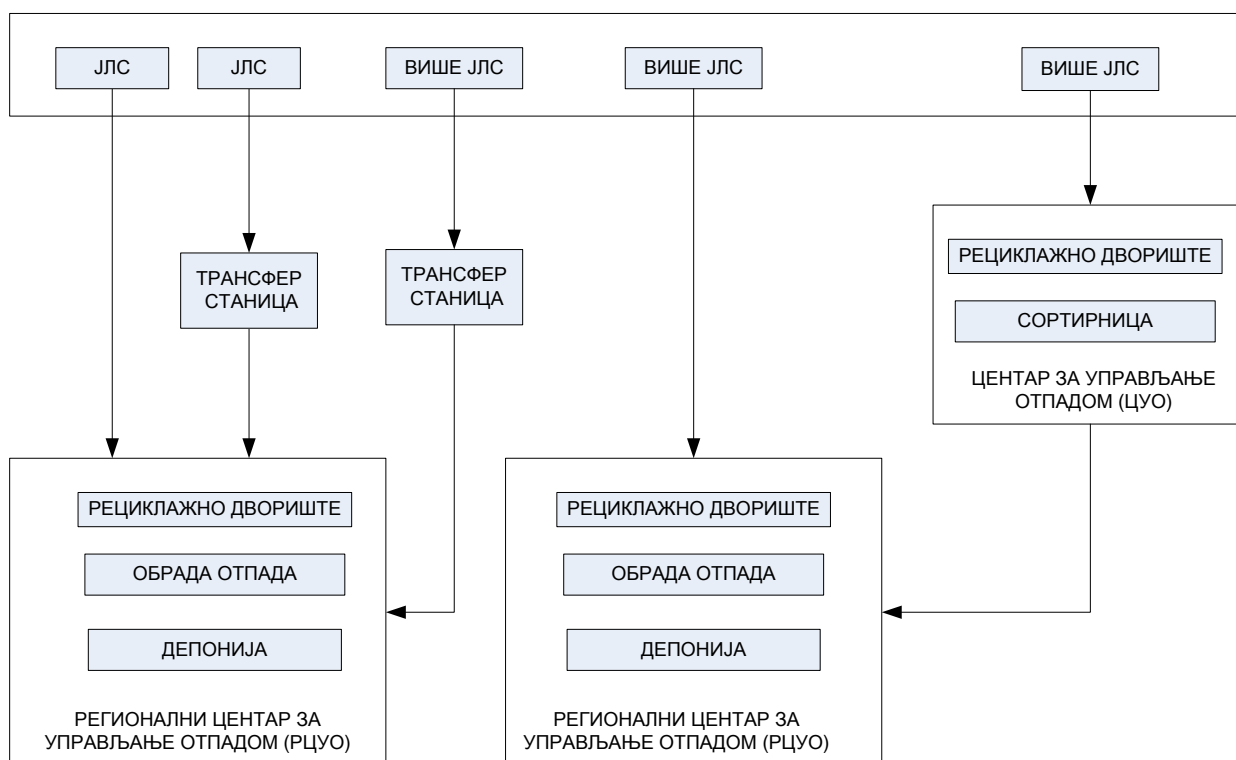 ЈЛС
ЈЛС
ВИШЕ ЈЛС
ВИШЕ ЈЛС
ВИШЕ ЈЛС
ТРАНСФЕР
СТАНИЦА
ТРАНСФЕР
СТАНИЦА
РЕЦИКЛАЖНО ДВОРИШТЕ
СОРТИРНИЦА
ЦЕНТАР ЗА УПРАВЉАЊЕ
ОТПАДОМ (ЦУО)
РЕЦИКЛАЖНО ДВОРИШТЕ
ОБРАДА ОТПАДА
ДЕПОНИЈА
РЕГИОНАЛНИ ЦЕНТАР ЗА
УПРАВЉАЊЕ ОТПАДОМ (РЦУО)
РЕЦИКЛАЖНО ДВОРИШТЕ
ОБРАДА ОТПАДА
ДЕПОНИЈА
РЕГИОНАЛНИ ЦЕНТАР ЗА
УПРАВЉАЊЕ ОТПАДОМ (РЦУО)